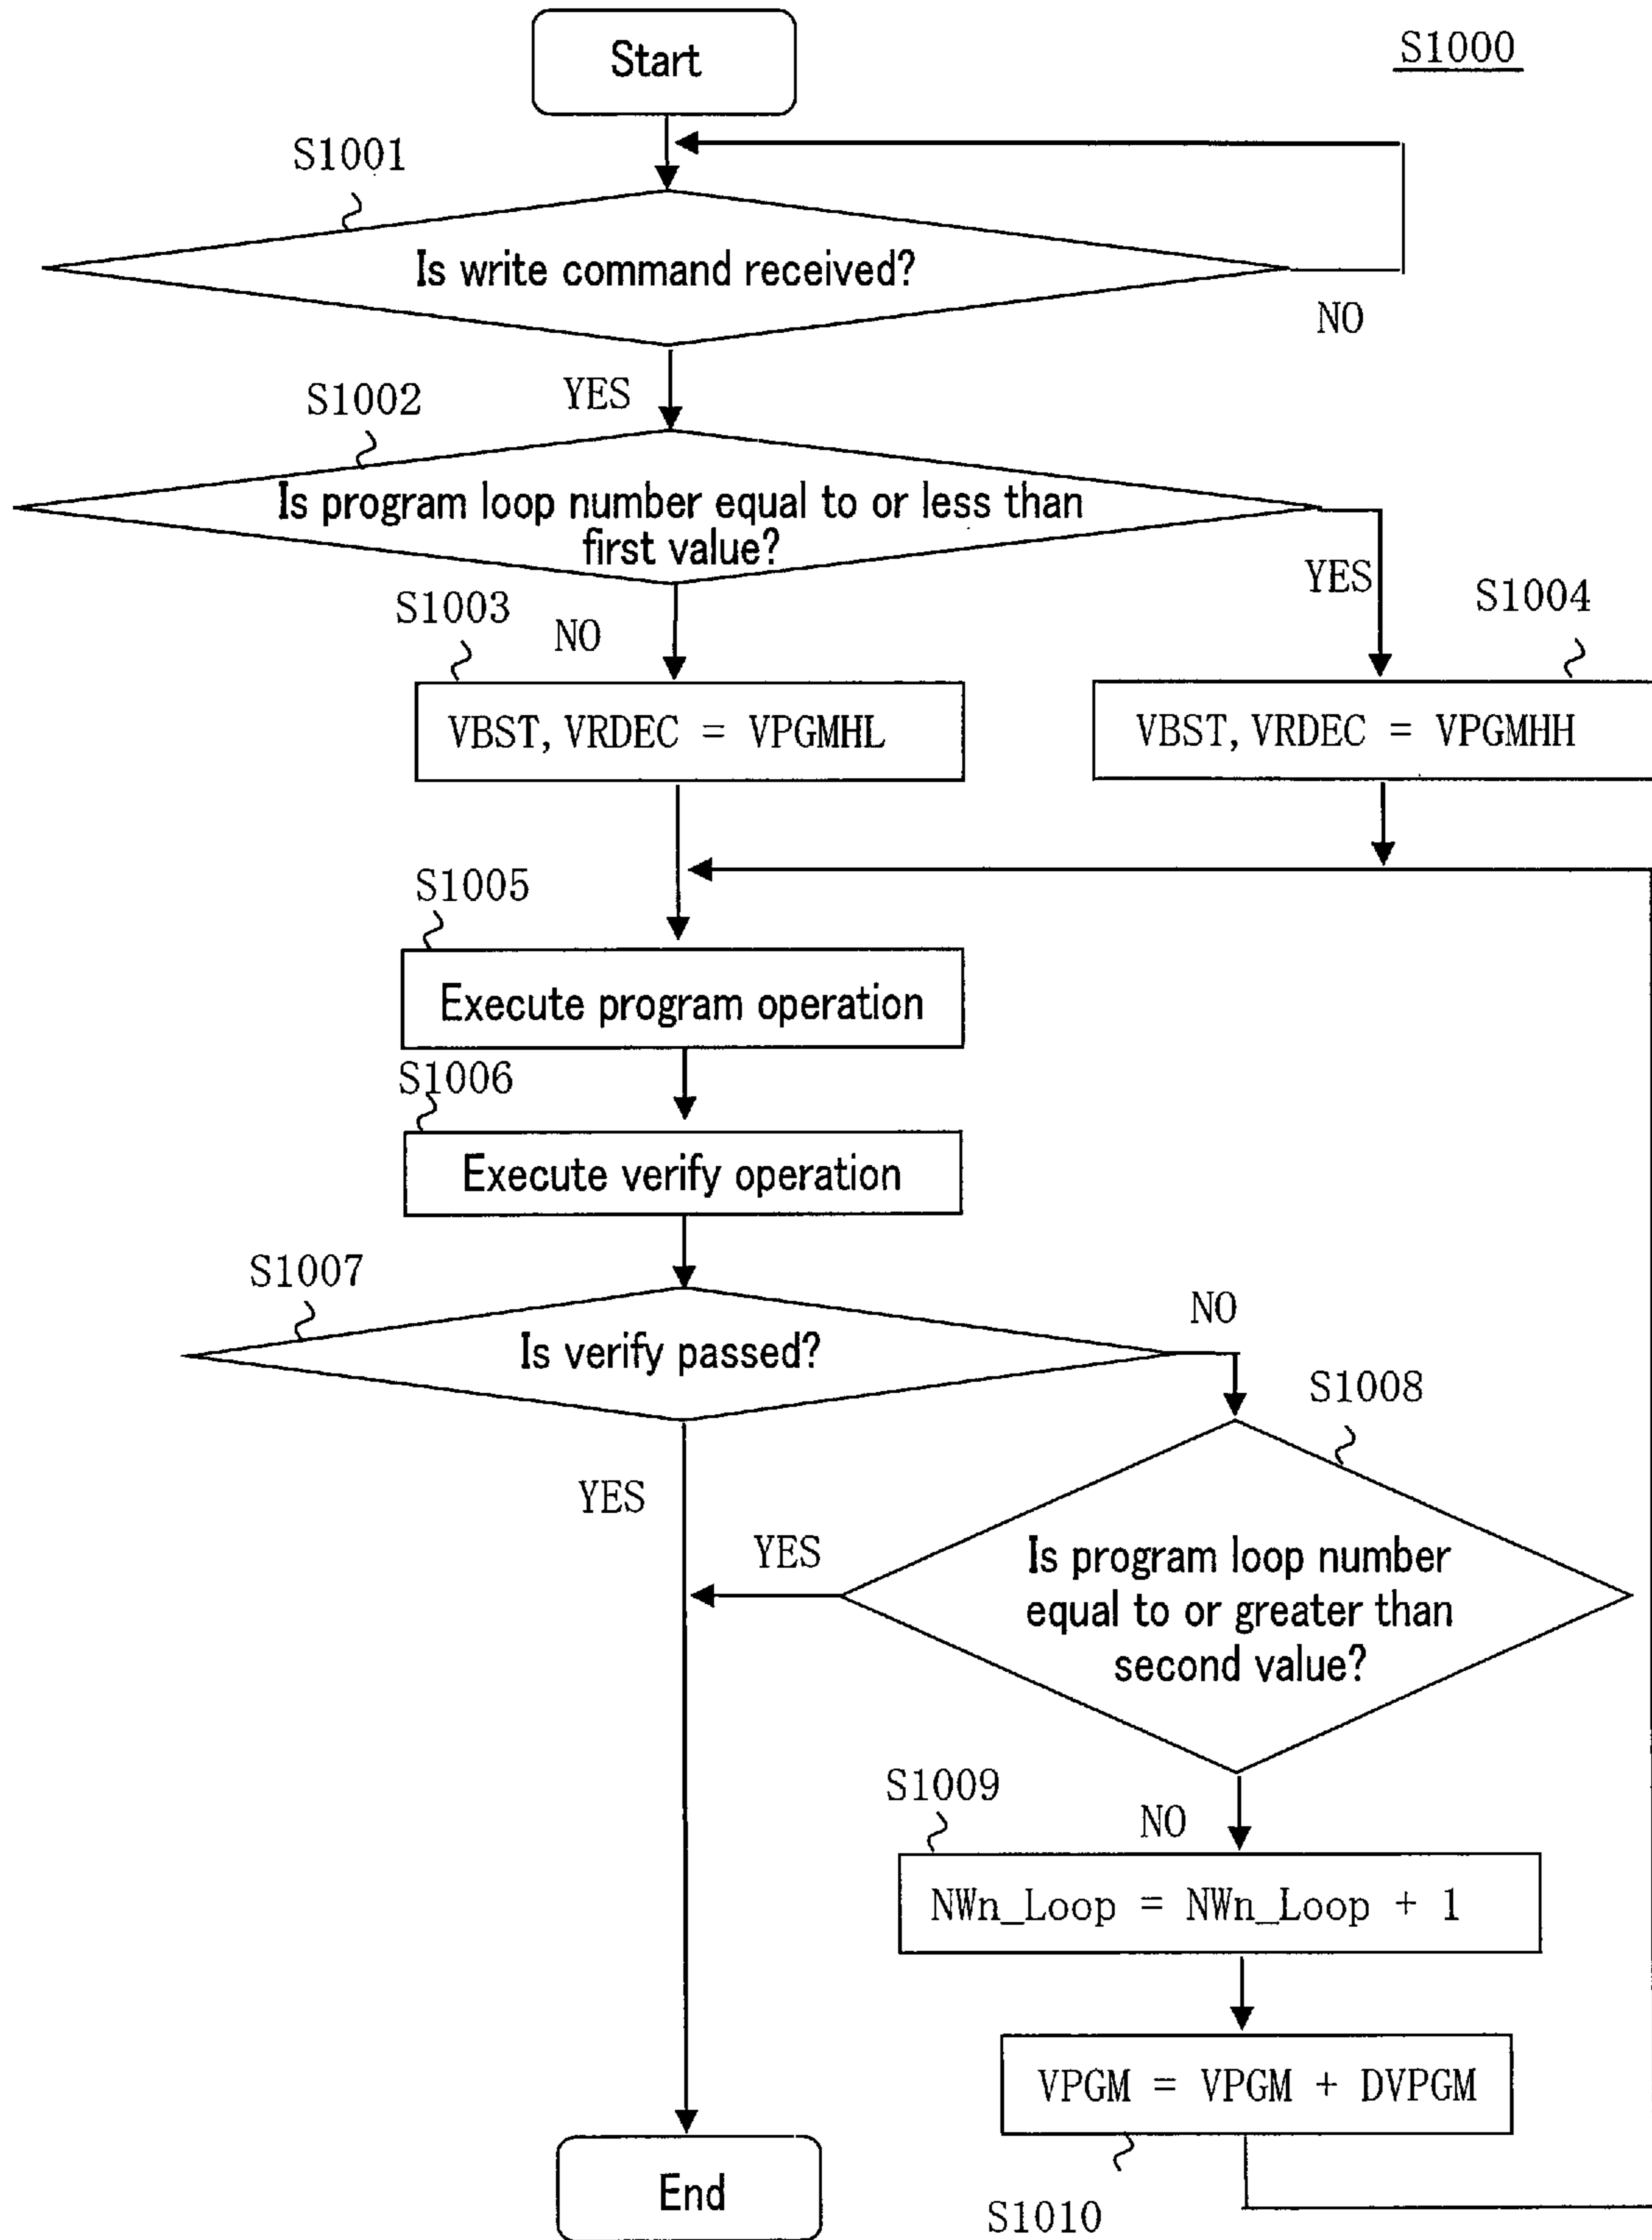 Start
S1000
S1001
Is write command received?
NO
S1002
YES
Is program loop number equal to or less than
first value?
YES
S1003
NO
S1004
VBST, VRDEC = VPGMHL
VBST, VRDEC = VPGMHH
S1005
Execute program operation
S1006
Execute verify operation
S1007
NO
Is verify passed?
S1008
YES
YES
Is program loop number
equal to or greater than
second value?
S1009
NO
NWn_Loop = NWn_Loop + 1
VPGM = VPGM + DVPGM
End
S1010